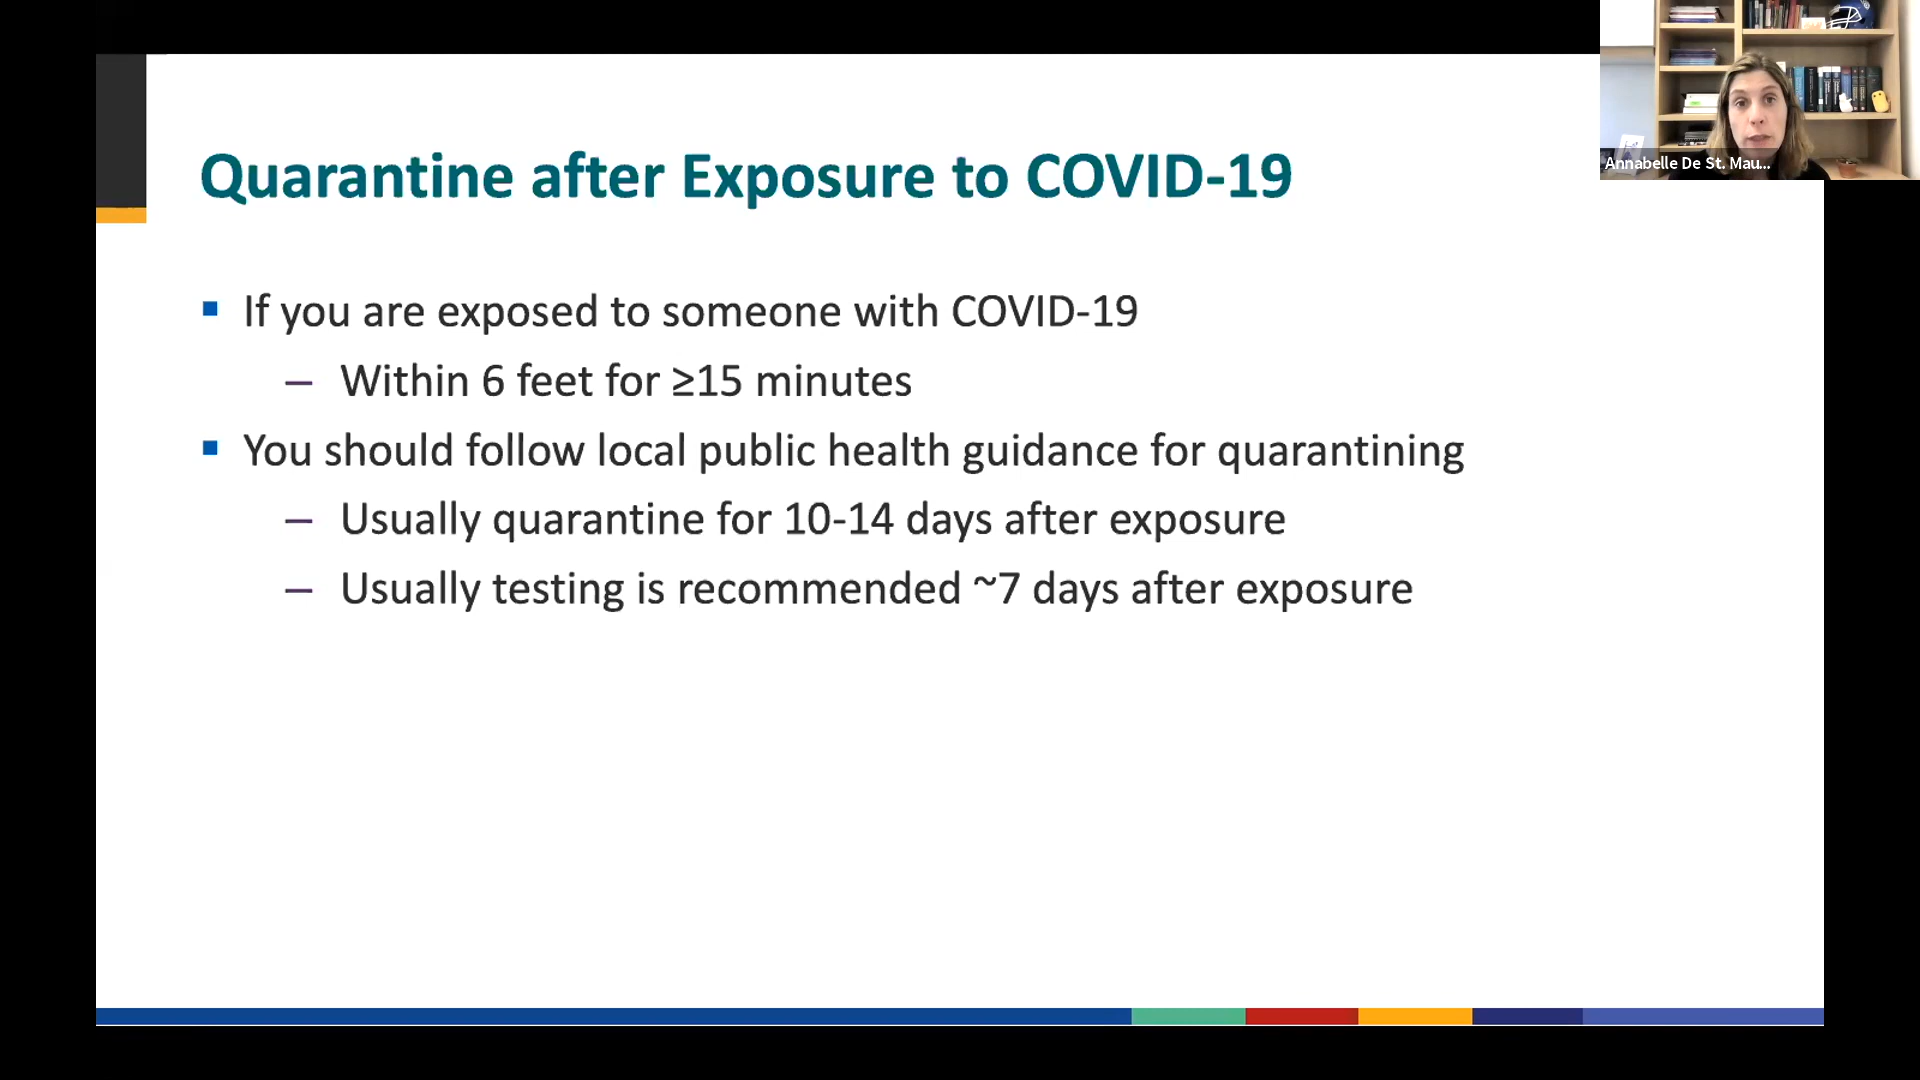 Quarantine after Exposure to COVID-19
▪ If you are exposed to someone with COVID-19
– Within 6 feet for ≥15 minutes
▪ You should follow local public health guidance for quarantining
– Usually quarantine for 10-14 days after exposure
– Usually testing is recommended ~7 days after exposure
Annabelle De St. Mau...